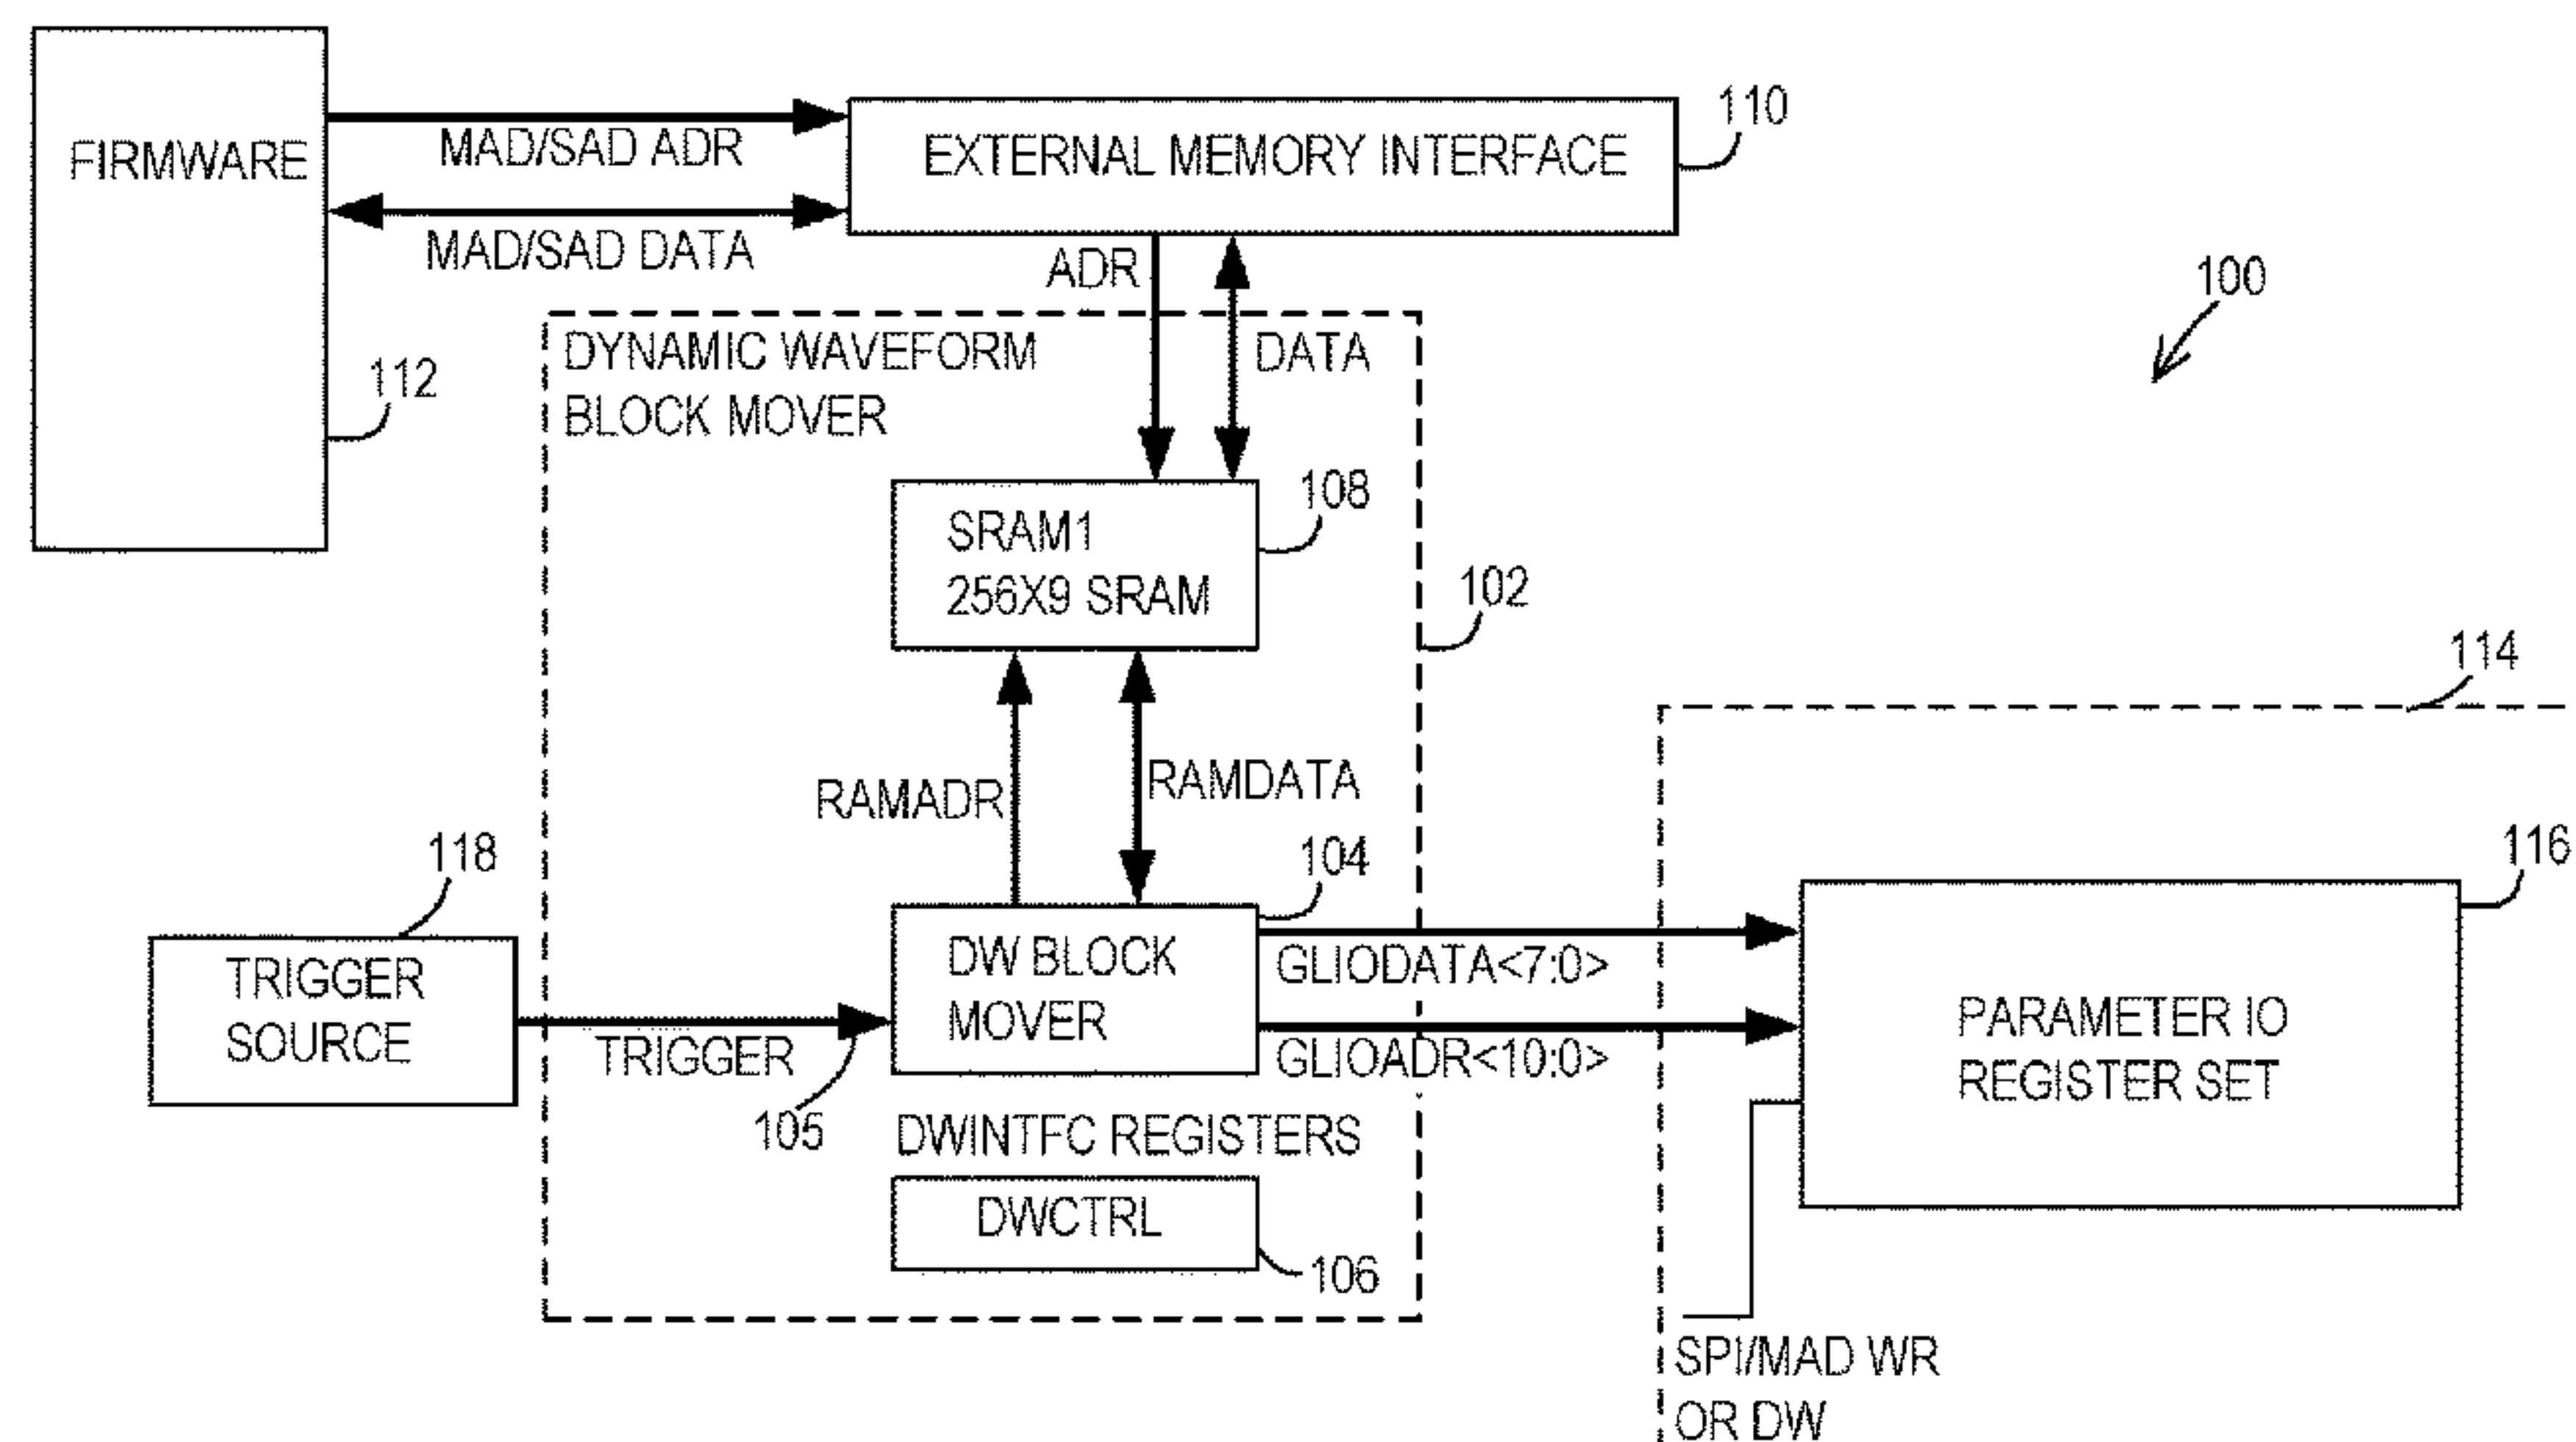 FIRMWARE
MAD/SAD ADR
MAD/SAD DATA
EXTERNAL MEMORY INTERFACE
110
100
112
ADR
DATA
DYNAMIC WAVEFORM
BLOCK MOVER
SRAM1
256X9 SRAM
108
102
RAMADR
RAMDATA
114
118
TRIGGER
SOURCE
TRIGGER
105
104
DW BLOCK
MOVER
GLIODATA<7:0>
GLIOADR<10:0>
116
PARAMETER IO
REGISTER SET
DWINTFC REGISTERS
DWCTRL
106
SPI/MAD WR
OR DW